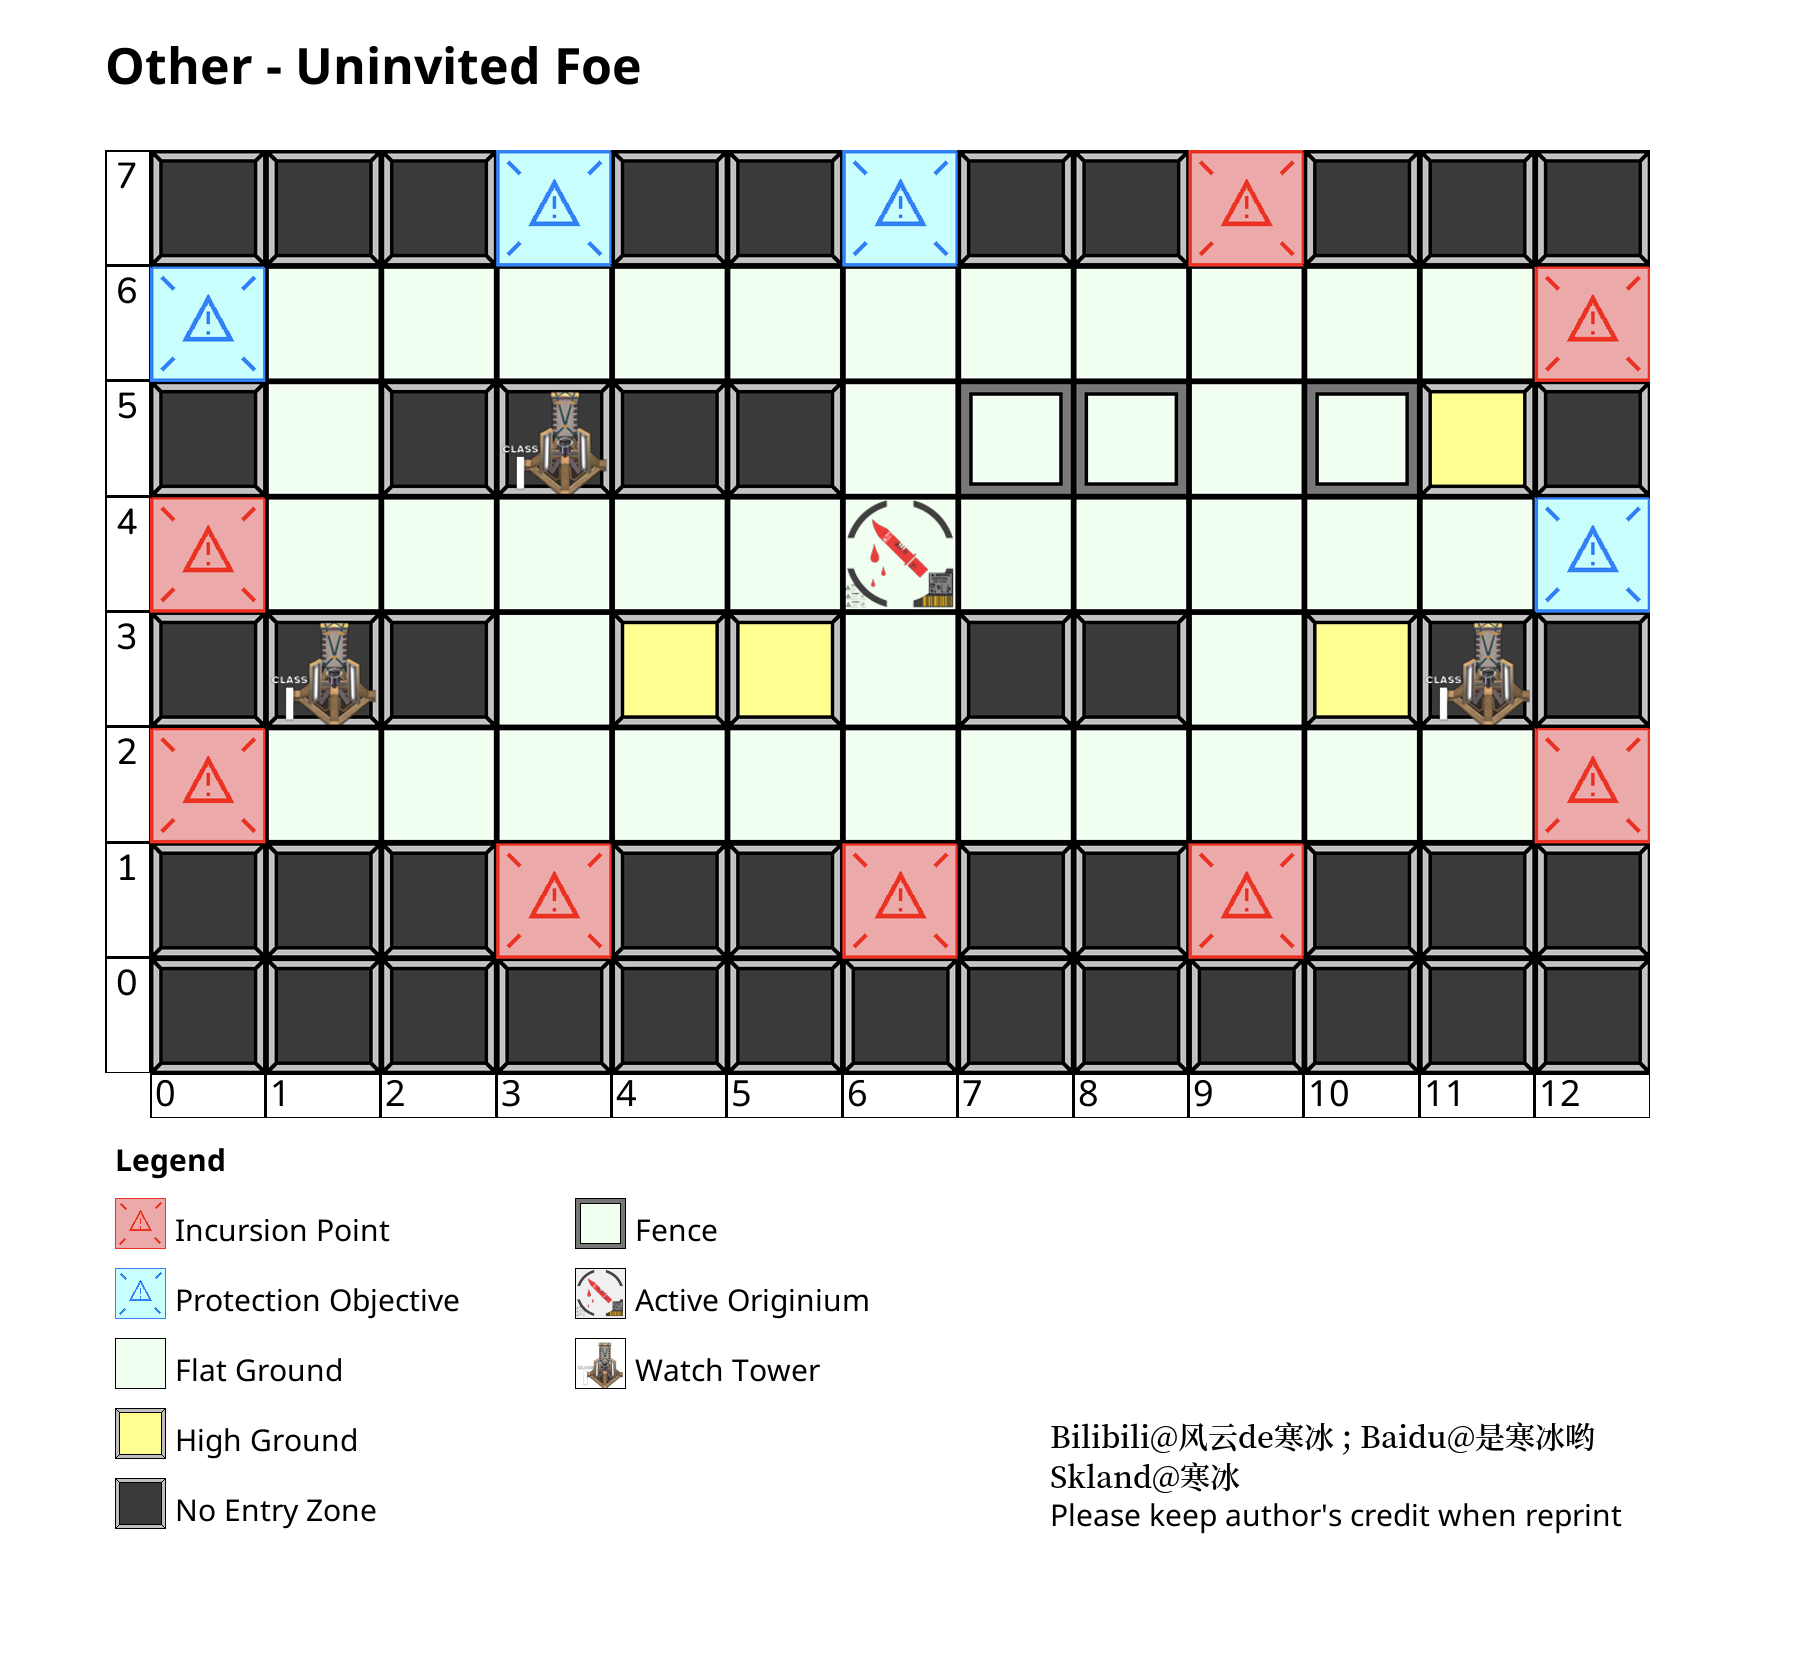 Other - Uninvited Foe
7
6
5
CLASS
4
3
CLASS
CLASS
2
1
0
0 1 2 3 4 5 6 7 8 9 10 11 12
Legend
Incursion Point
Fence
Protection Objective
Active Originium
Flat Ground
Watch Tower
High Ground
No Entry Zone
Bilibili@风云de寒冰 ; Baidu@是寒冰哟
Skland@寒冰
Please keep author's credit when reprint